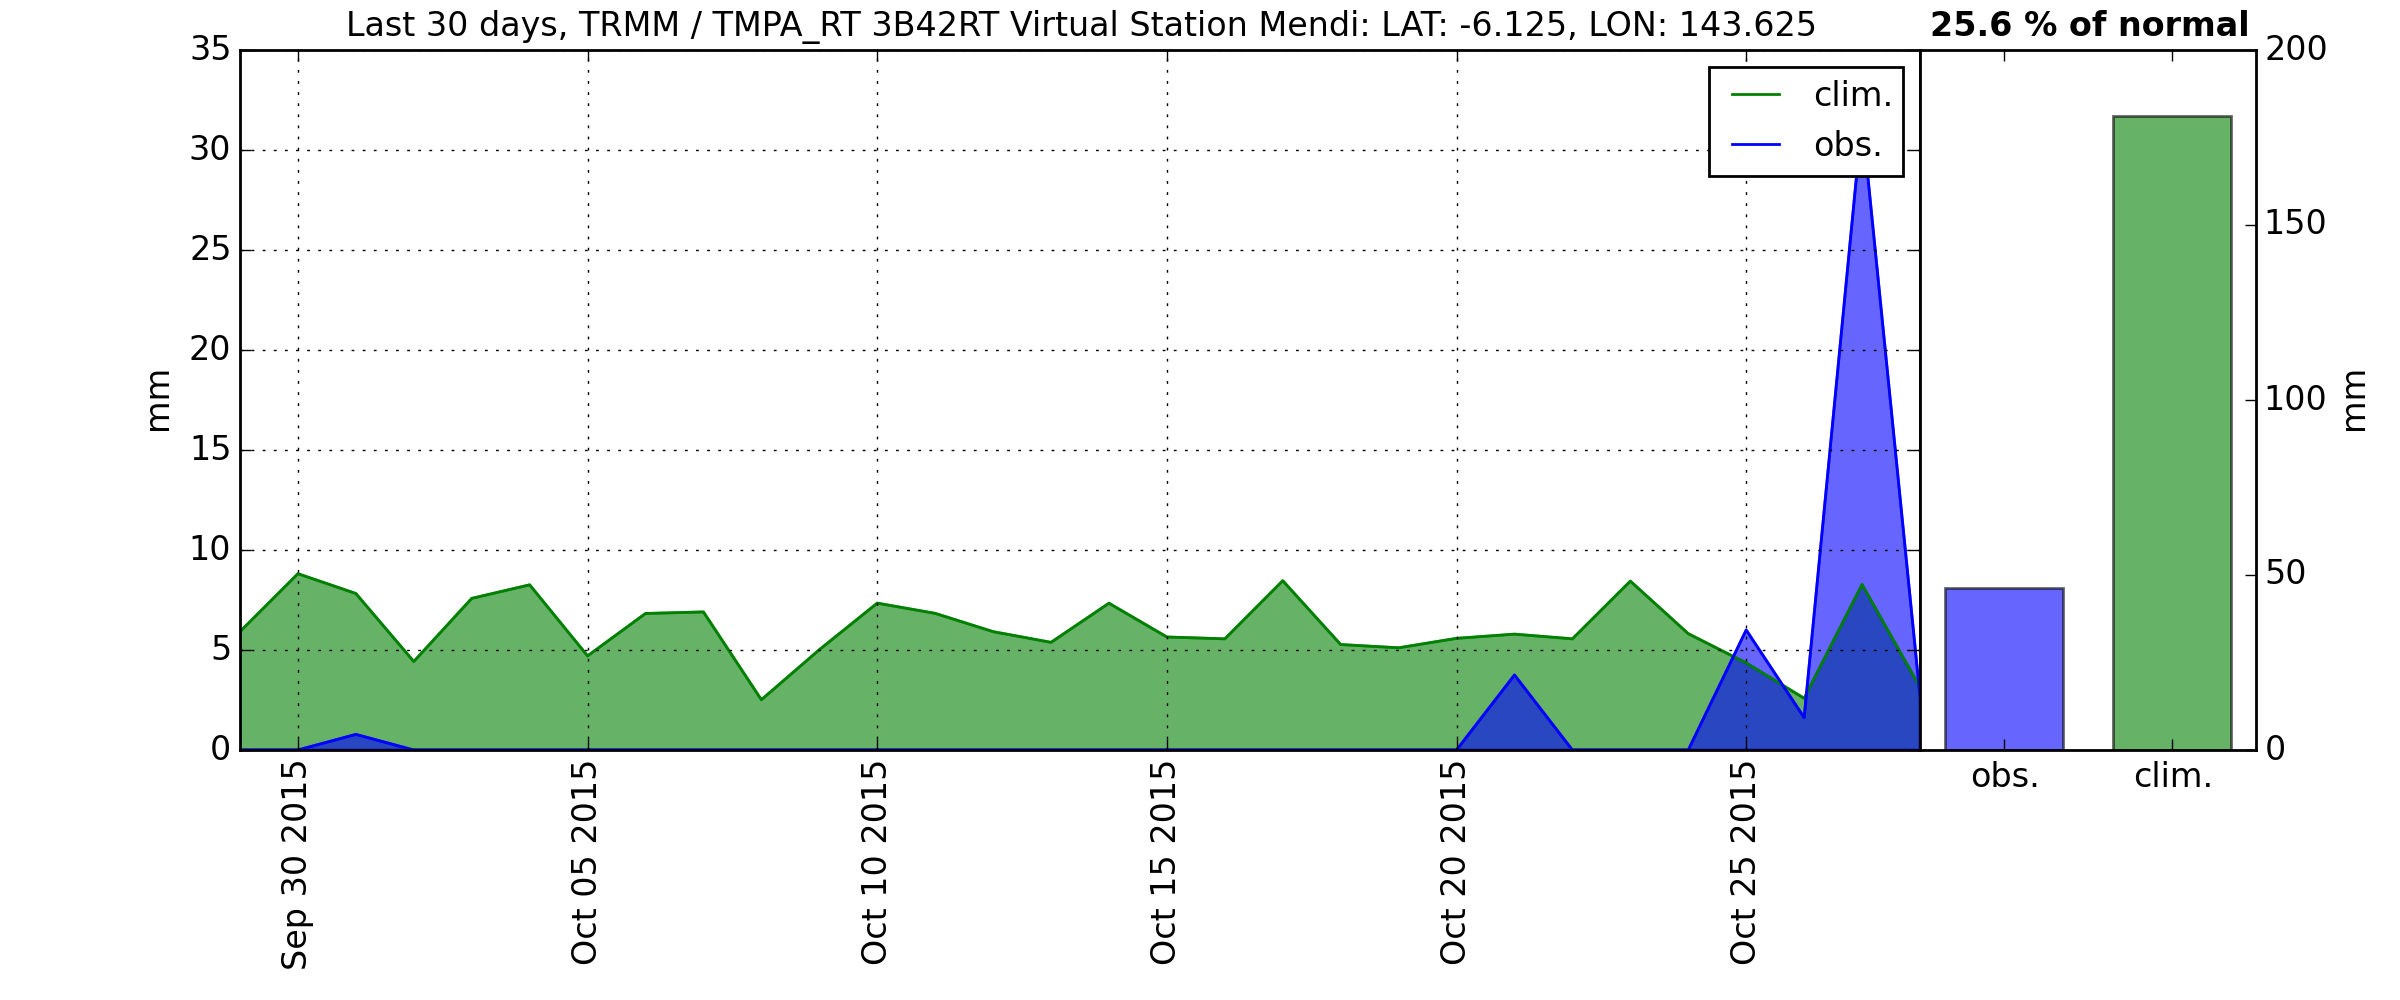 Last 30 days, TRMM / TMPA_RT 3B42RT Virtual Station Mendi: LAT: -6.125, LON: 143.625
25.6 % of normal
35
30
25
20
15
10
5
0
mm
clim.
obs.
Sep 30 2015
Oct 05 2015
Oct 10 2015
Oct 15 2015
Oct 20 2015
Oct 25 2015
200
150
100
50
0
mm
obs.
clim.